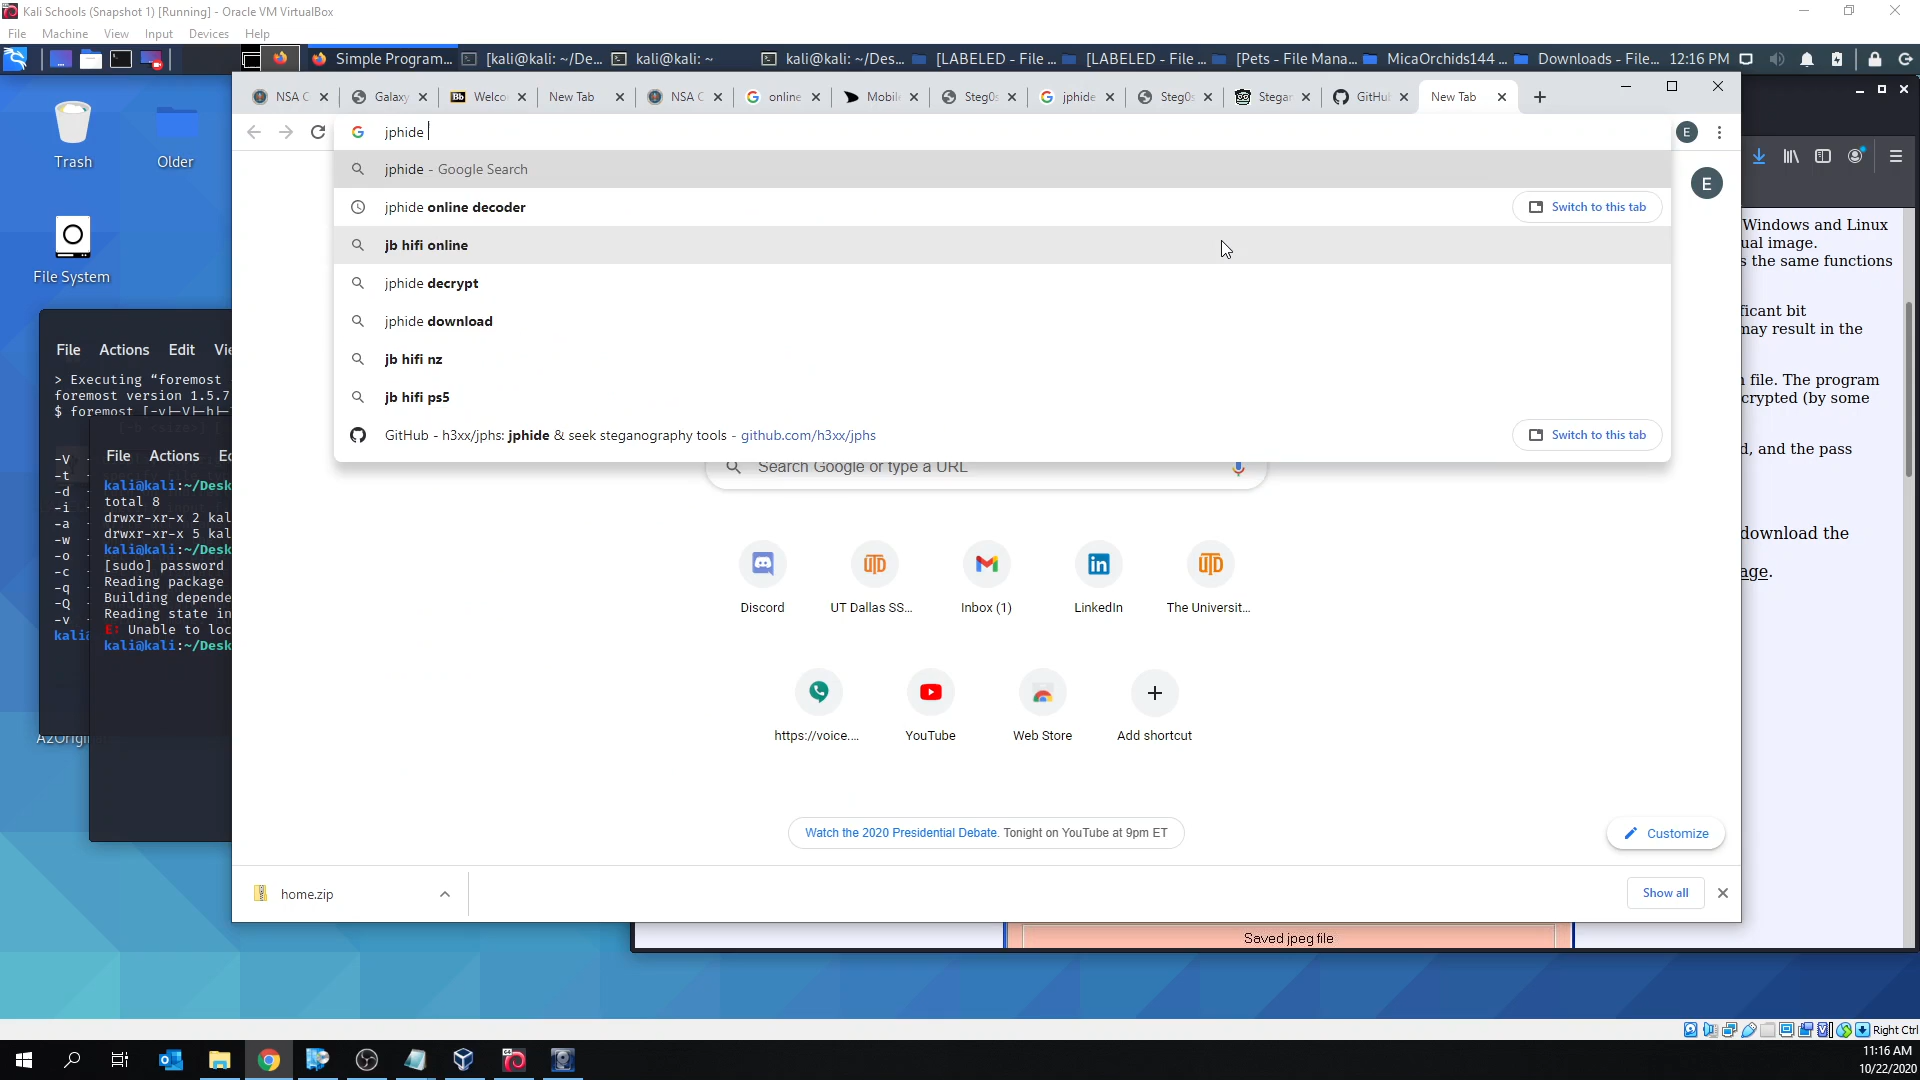 Kali Schools (Snapshot 1) [Running] - Oracle VM VirtualBox
File Machine View Input Devices Help
Simple Program... [kali@kali: ~/De... kali@kali: ~ kali@kali: ~/Des... [LABELED - File ... [LABELED - File ... [Pets - File Mana... MicaOrchids144 ... Downloads - File... 12:16 PM
NSA C Galaxy Welco New Tab NSA C online Mobil Steg0s jphide Steg0s Stegar GitHu New Tab
jphide
E
jphide - Google Search
jphide online decoder Switch to this tab
jb hifi online
jphide decrypt
jphide download
jb hifi nz
jb hifi ps5
GitHub - h3xx/jphs: jphide & seek steganography tools - github.com/h3xx/jphs Switch to this tab
E
Search Google or type a URL
Discord UT Dallas SS... Inbox (1) LinkedIn The Universit...
https://voice.... YouTube Web Store Add shortcut
Watch the 2020 Presidential Debate. Tonight on YouTube at 9pm ET
Customize
home.zip
Show all
Trash Older
File System
File Actions Edit Vie
> Executing “foremost
foremost version 1.5.7
$ foremost [-v|-V|-h|-
-V
-t
-d
-i
-a
-w
-o
-c
-q
-Q
-v
kali
File Actions Ed
kali@kali:~/Desk
total 8
drwxr-xr-x 2 kal
drwxr-xr-x 5 kal
kali@kali:~/Desk
[sudo] password
Reading package
Building depende
Reading state in
E: Unable to loc
kali@kali:~/Desk
A2Origi
Windows and Linux
ual image.
s the same functions
ficant bit
may result in the
file. The program
crypted (by some
d, and the pass
download the
age.
Saved jpeg file
Right Ctrl
11:16 AM
10/22/2020